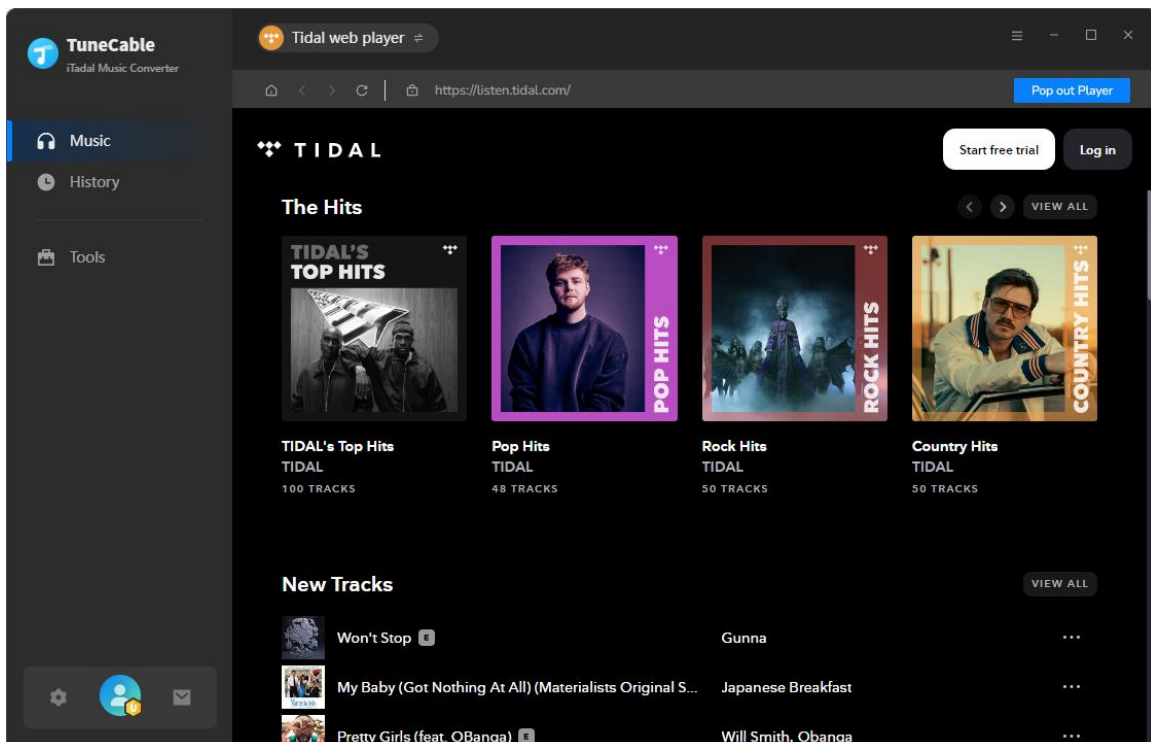 TuneCable
iTadal Music Converter
Music
History
Tools
Tidal web player
https://listen.tidal.com/
Pop out Player
TIDAL
Start free trial
Log in
The Hits
VIEW ALL
TIDAL'S
TOP HITS
POP HITS
ROCK HITS
COUNTRY HITS
TIDAL's Top Hits
TIDAL
100 TRACKS
Pop Hits
TIDAL
48 TRACKS
Rock Hits
TIDAL
50 TRACKS
Country Hits
TIDAL
50 TRACKS
New Tracks
VIEW ALL
Won't Stop E
Gunna
My Baby (Got Nothing At All) (Materialists Original S...
Japanese Breakfast
Pretty Girls (feat. OBanga) E
Will Smith, Obanga